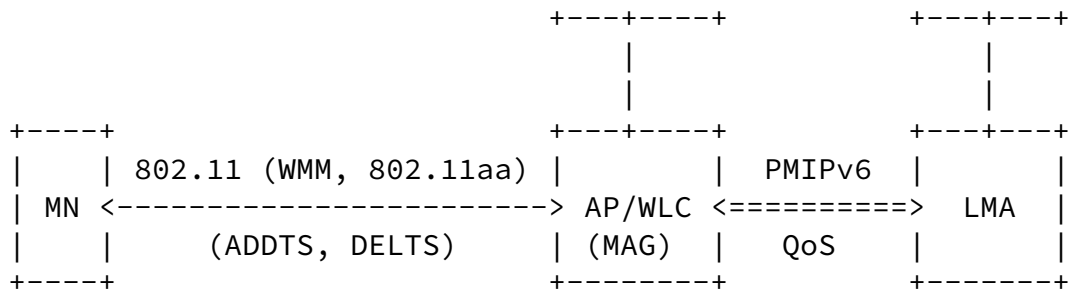 802.11 (WMM, 802.11aa) PMIPv6
MN AP/WLC LMA
(ADDTS, DELTS) (MAG) QoS